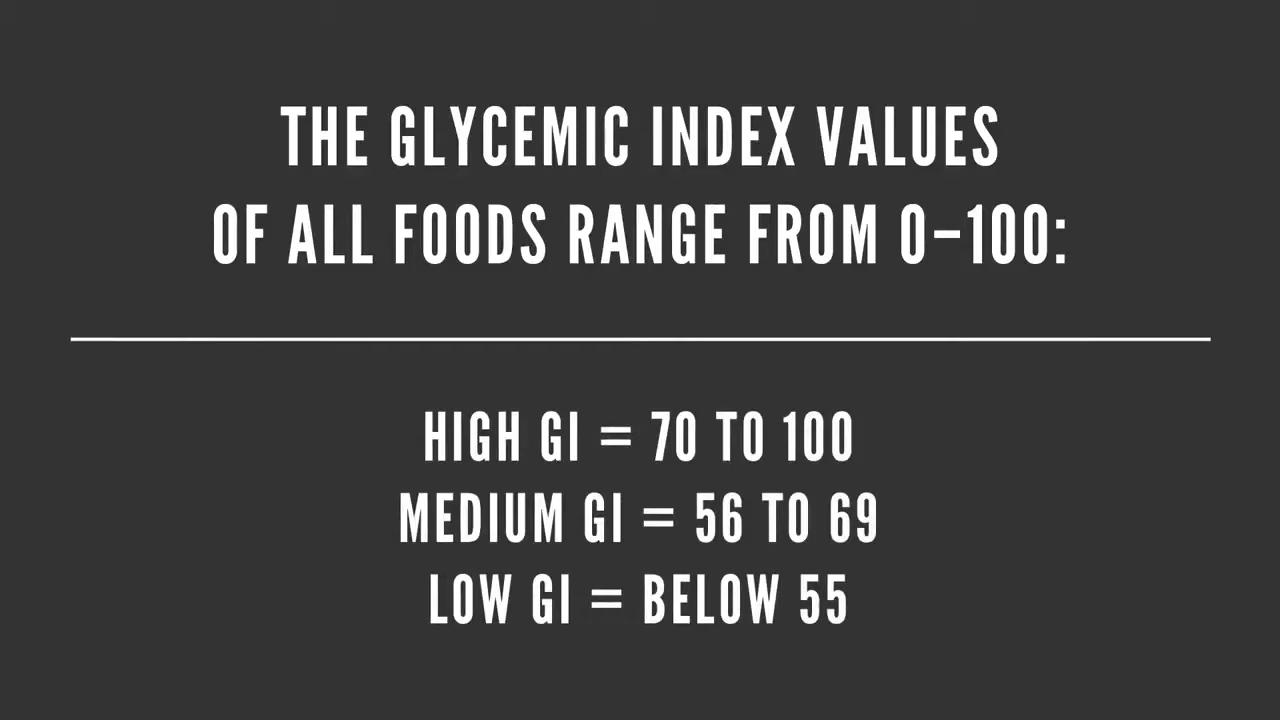 THE GLYCEMIC INDEX VALUES
OF ALL FOODS RANGE FROM 0–100:
HIGH GI = 70 TO 100
MEDIUM GI = 56 TO 69
LOW GI = BELOW 55